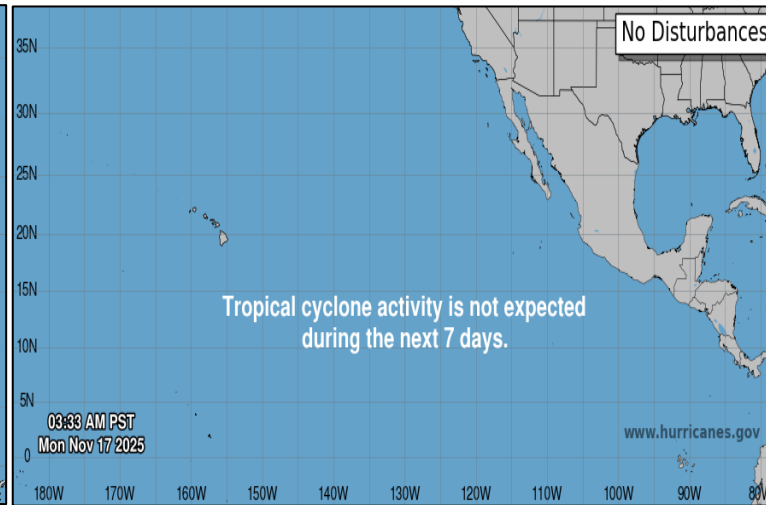 No Disturbances
35N
30N
25N
20N
15N
Tropical cyclone activity is not expected
10N
during the next 7 days.
5N
03:33 AM PST
Mon Nov 17 2025
www.hurricanes.gov
0
180W 170W 160W 150W 140W 130W 120W 110W 100W 90W 80W